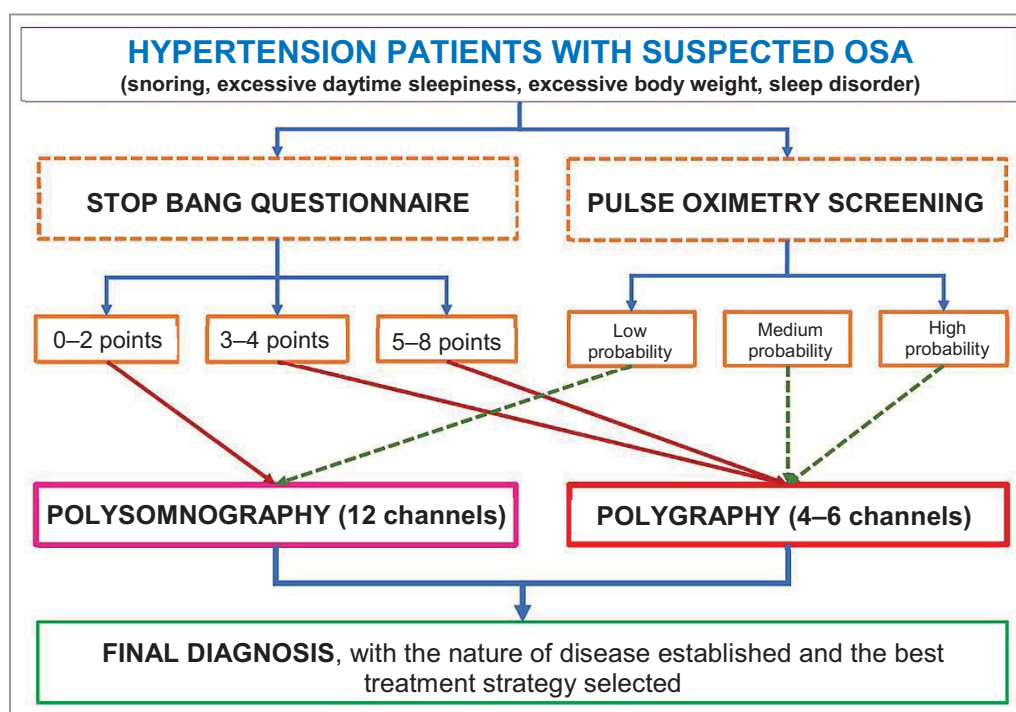 HYPERTENSION PATIENTS WITH SUSPECTED OSA
(snoring, excessive daytime sleepiness, excessive body weight, sleep disorder)
STOP BANG QUESTIONNAIRE
PULSE OXIMETRY SCREENING
0–2 points
3–4 points
5–8 points
Low
probability
Medium
probability
High
probability
POLYSOMNOGRAPHY (12 channels)
POLYGRAPHY (4–6 channels)
FINAL DIAGNOSIS, with the nature of disease established and the best
treatment strategy selected